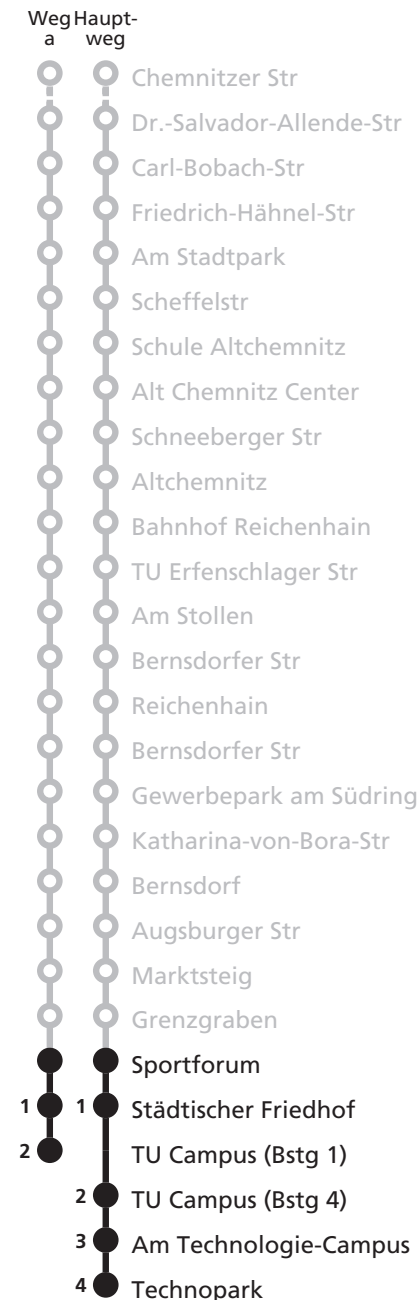 Weg Haupt-
a weg
Chemnitzer Str
Dr.-Salvador-Allende-Str
Carl-Bobach-Str
Friedrich-Hähnel-Str
Am Stadtpark
Scheffelstr
Schule Altchemnitz
Alt Chemnitz Center
Schneeberger Str
Altchemnitz
Bahnhof Reichenhain
TU Erfenschlager Str
Am Stollen
Bernsdorfer Str
Reichenhain
Bernsdorfer Str
Gewerbepark am Südring
Katharina-von-Bora-Str
Bernsdorf
Augsburger Str
Marktsteig
Grenzgraben
Sportforum
1 1 Städtischer Friedhof
2 TU Campus (Bstg 1)
2 TU Campus (Bstg 4)
3 Am Technologie-Campus
4 Technopark